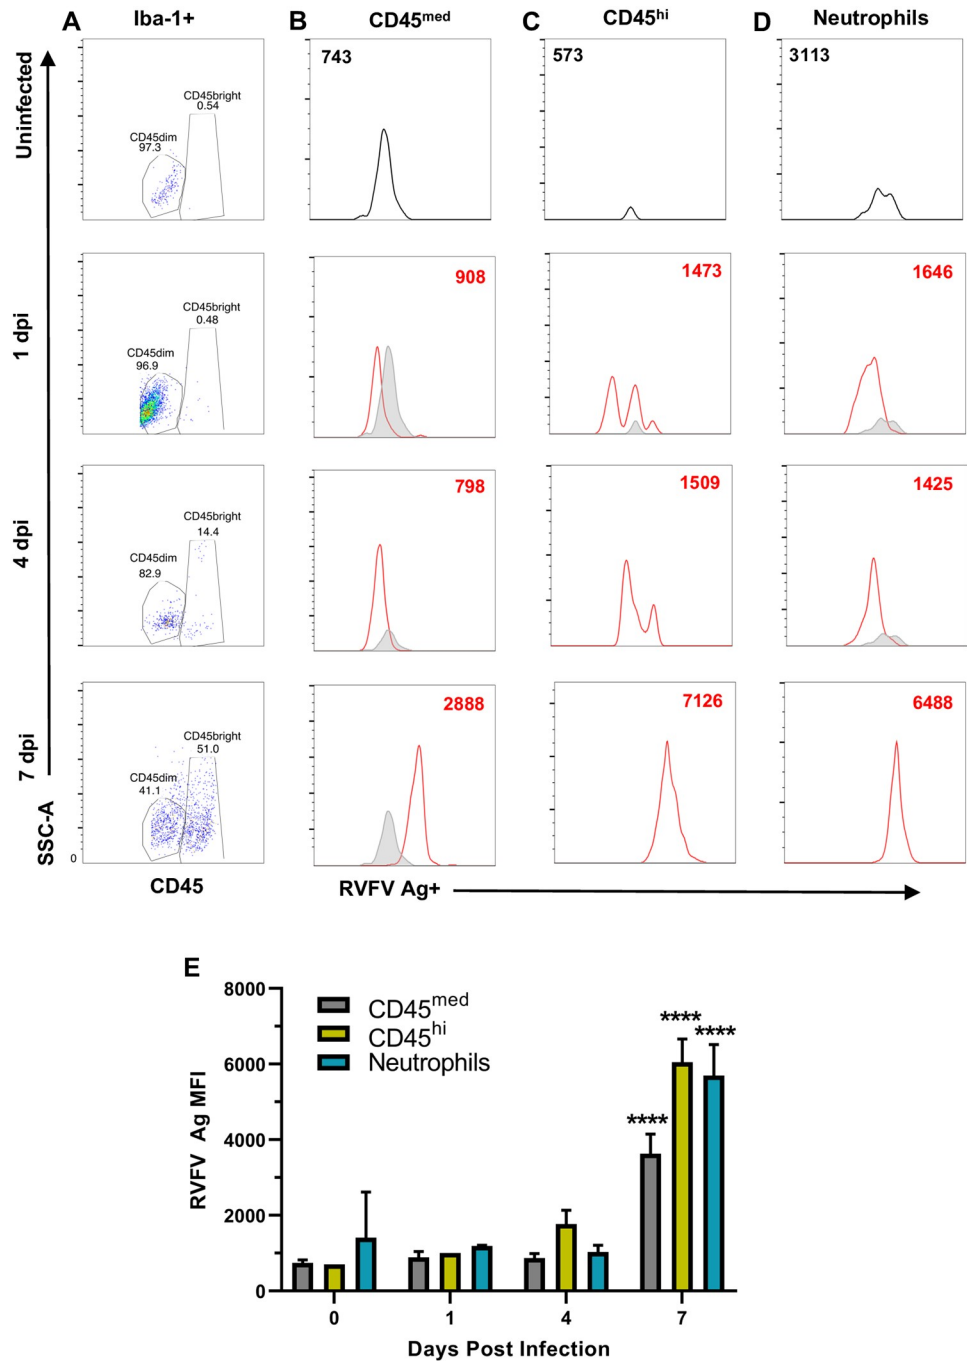 A Iba-1+
B CD45med
C CD45hi
D Neutrophils
Uninfected
CD45bright
0.54
CD45dim
97.3
743
573
3113
1 dpi
CD45bright
0.48
CD45dim
96.9
908
1473
1646
4 dpi
CD45bright
14.4
CD45dim
82.9
798
1509
1425
7 dpi
CD45bright
51.0
CD45dim
41.1
2888
7126
6488
SSC-A
0
CD45
RVFV Ag+
E
8000
6000
4000
2000
0
RVFV Ag MFI
CD45med
CD45hi
Neutrophils
****
****
****
0 1 4 7
Days Post Infection